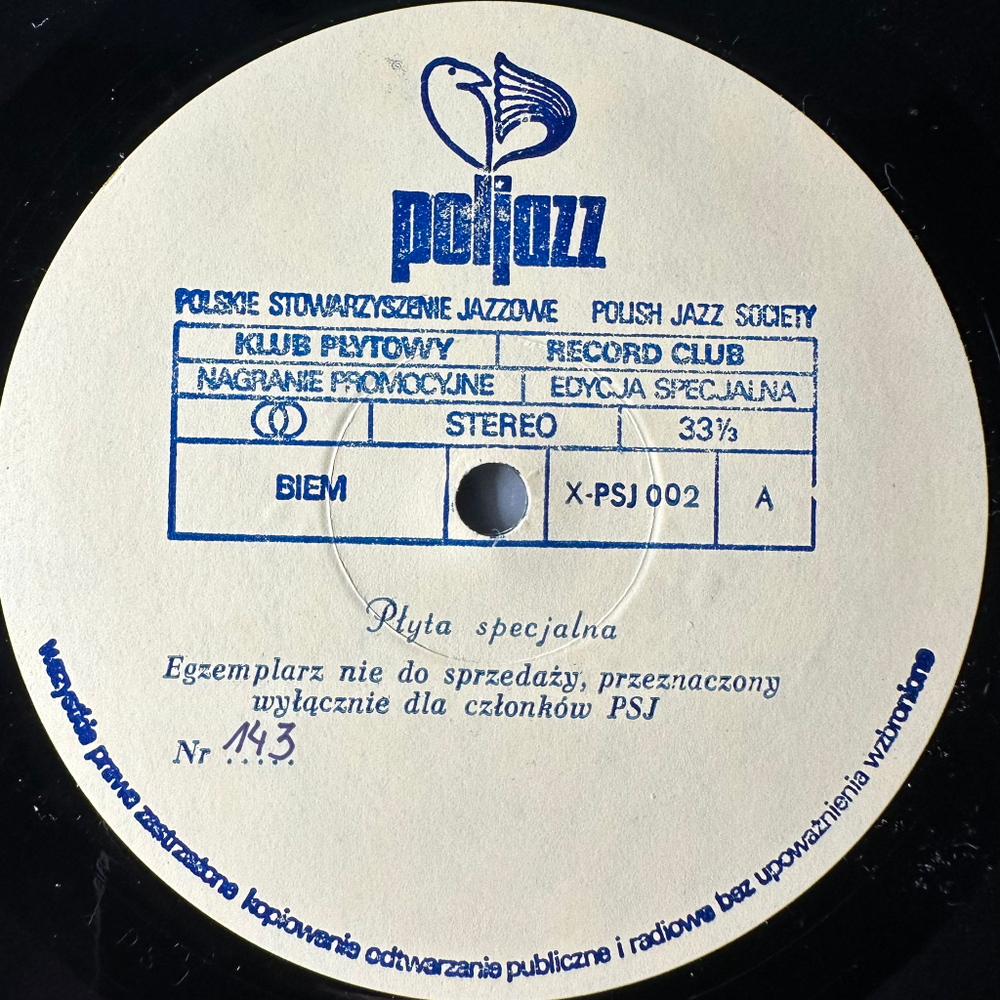 poljazz
POLSKIE STOWARZYSZENIE JAZZOWE POLISH JAZZ SOCIETY
KLUB PŁYTOWY RECORD CLUB
NAGRANIE PROMOCYJNE EDYCJA SPECJALNA
STEREO 33⅓
BIEM X-PSJ 002 A
Płyta specjalna
Egzemplarz nie do sprzedaży, przeznaczony
wyłącznie dla członków PSJ
Nr 143
wszystkie prawa zastrzeżone kopiowanie odtwarzanie publiczne i radiowe bez upoważnienia wzbronione